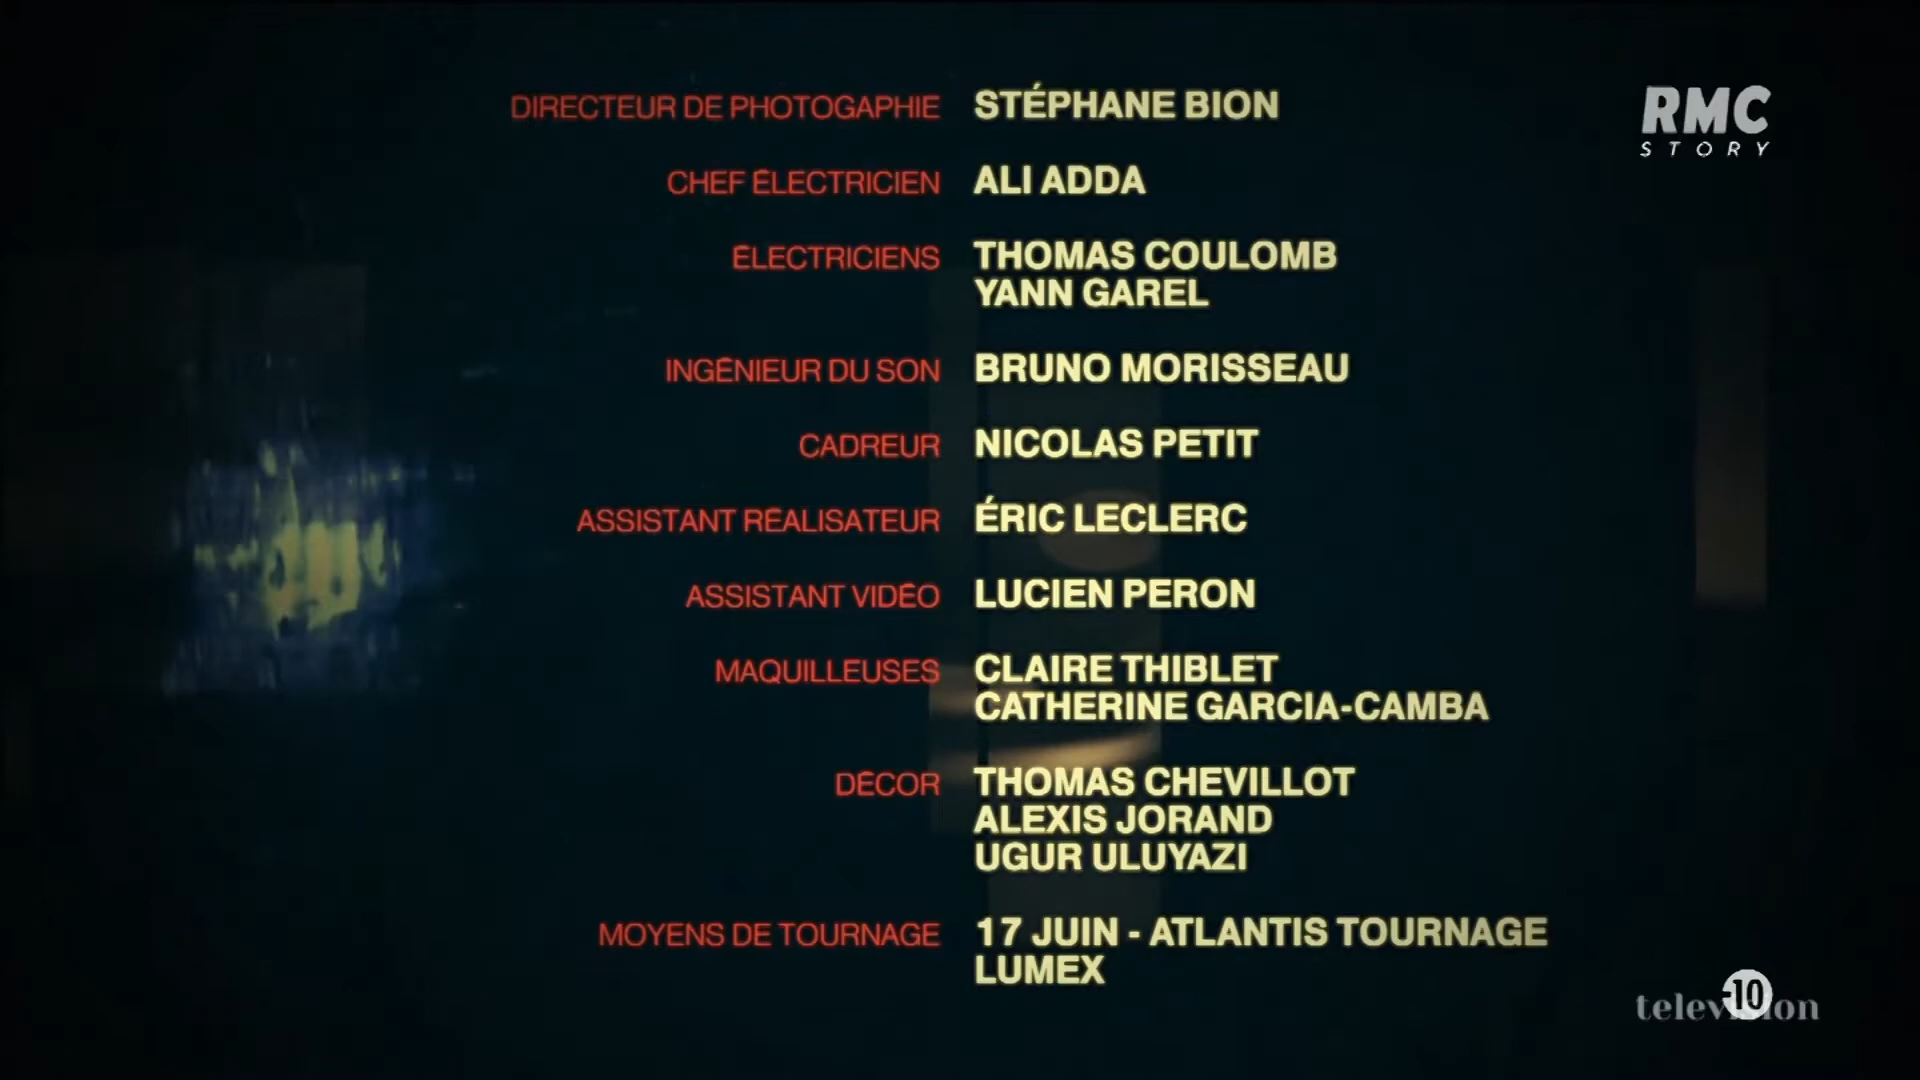 DIRECTEUR DE PHOTOGAPHIE STÉPHANE BION
RMC
STORY
CHEF ÉLECTRICIEN ALI ADDA
ÉLECTRICIENS THOMAS COULOMB
YANN GAREL
INGÉNIEUR DU SON BRUNO MORISSEAU
CADREUR NICOLAS PETIT
ASSISTANT RÉALISATEUR ÉRIC LECLERC
ASSISTANT VIDÉO LUCIEN PERON
MAQUILLEUSES CLAIRE THIBLET
CATHERINE GARCIA-CAMBA
DÉCOR THOMAS CHEVILLOT
ALEXIS JORAND
UGUR ULUYAZI
MOYENS DE TOURNAGE 17 JUIN - ATLANTIS TOURNAGE
LUMEX
-10
television